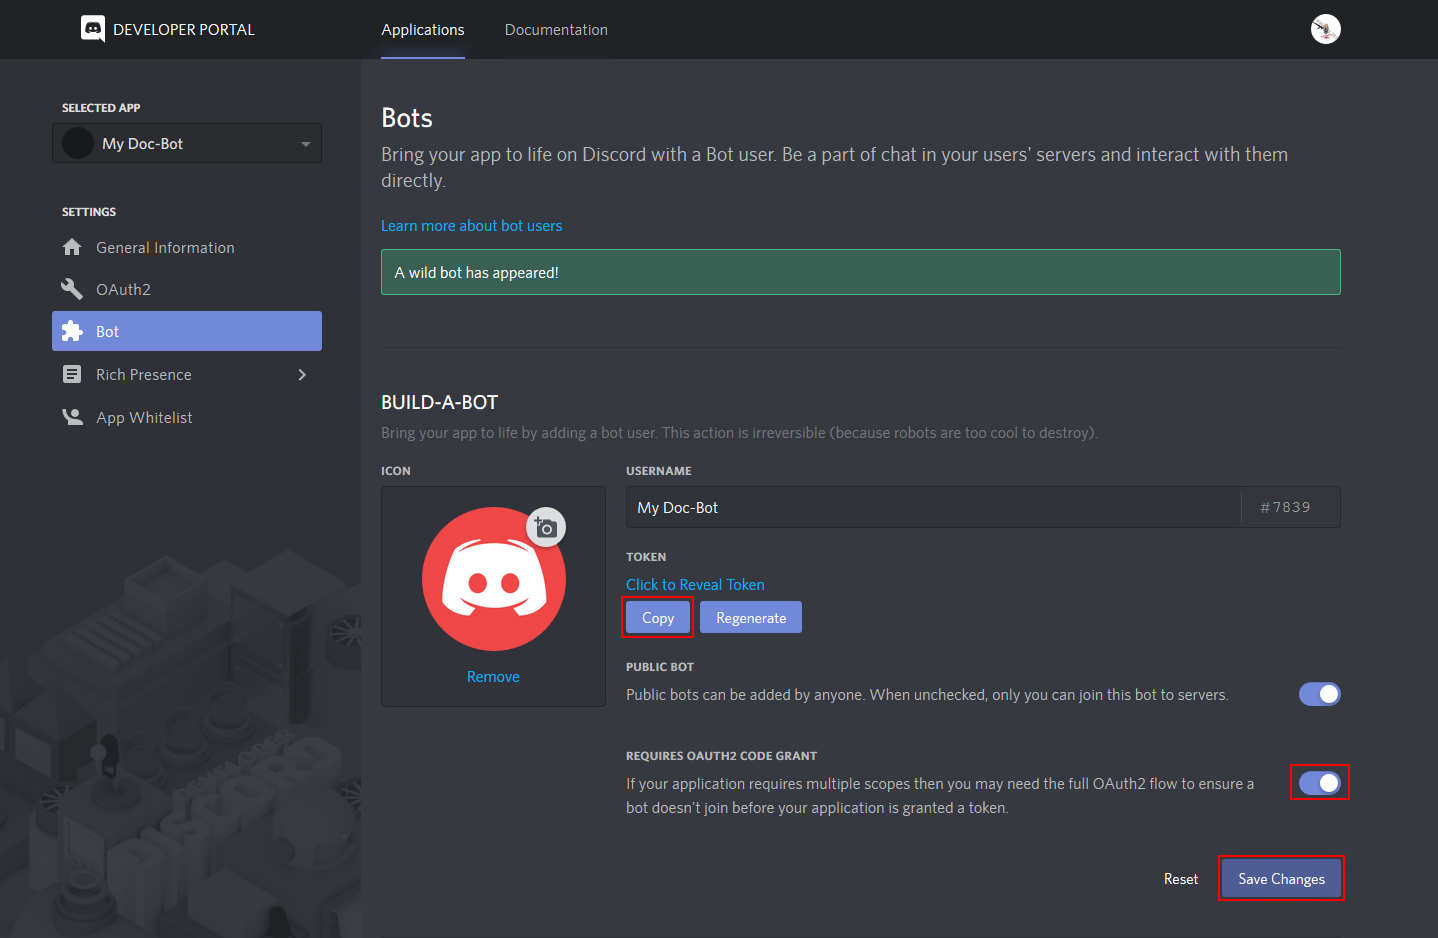 DEVELOPER PORTAL
Applications
Documentation
SELECTED APP
My Doc-Bot
SETTINGS
General Information
OAuth2
Bot
Rich Presence
App Whitelist
Bots
Bring your app to life on Discord with a Bot user. Be a part of chat in your users' servers and interact with them
directly.
Learn more about bot users
A wild bot has appeared!
BUILD-A-BOT
Bring your app to life by adding a bot user. This action is irreversible (because robots are too cool to destroy).
ICON
Remove
USERNAME
My Doc-Bot
#7839
TOKEN
Click to Reveal Token
Copy
Regenerate
PUBLIC BOT
Public bots can be added by anyone. When unchecked, only you can join this bot to servers.
REQUIRES OAUTH2 CODE GRANT
If your application requires multiple scopes then you may need the full OAuth2 flow to ensure a
bot doesn't join before your application is granted a token.
Reset
Save Changes